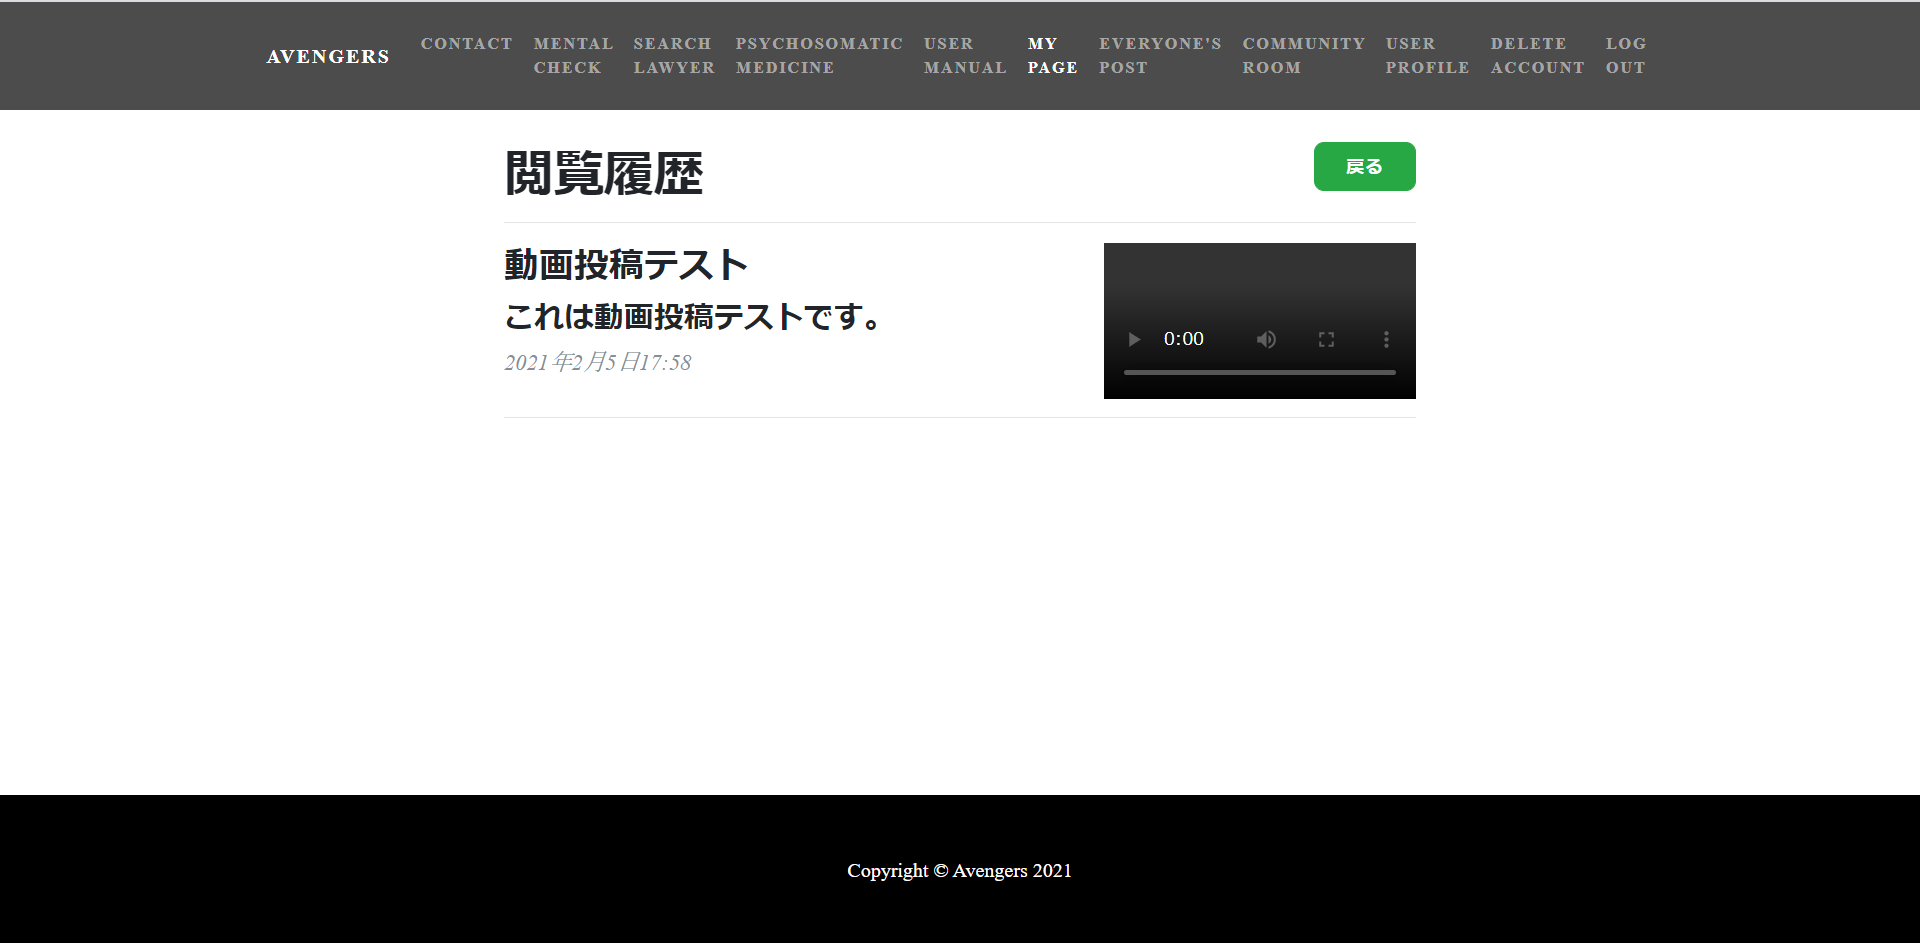 AVENGERS
CONTACT
MENTAL
CHECK
SEARCH
LAWYER
PSYCHOSOMATIC
MEDICINE
USER
MANUAL
MY
PAGE
EVERYONE'S
POST
COMMUNITY
ROOM
USER
PROFILE
DELETE
ACCOUNT
LOG
OUT
閲覧履歴
戻る
動画投稿テスト
これは動画投稿テストです。
2021年2月5日17:58
0:00
Copyright © Avengers 2021